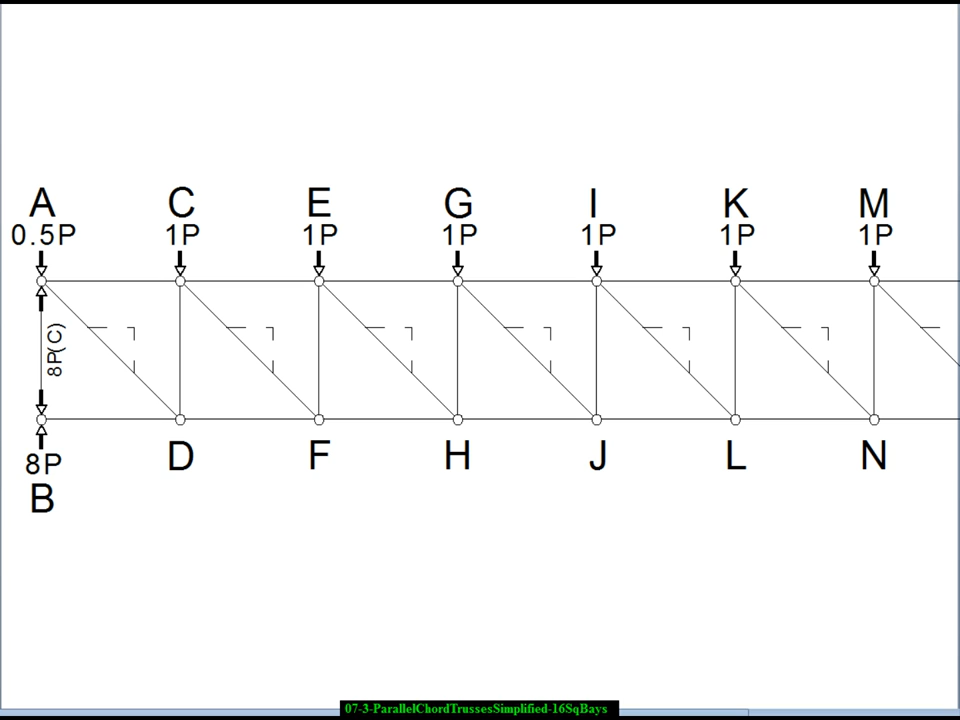 A C E G I K M
0.5P 1P 1P 1P 1P 1P 1P
8P(C)
8P D F H J L N
B
07-3-ParallelChordTrussesSimplified-16SqBays